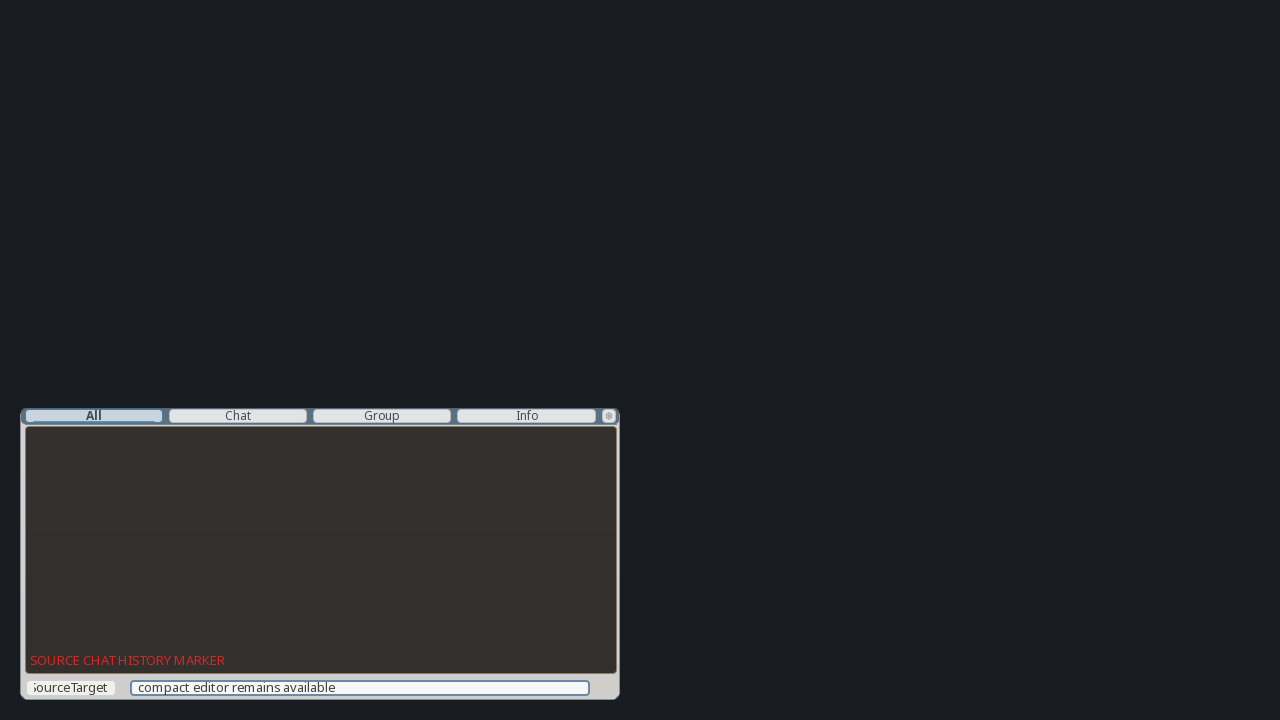 All Chat Group Info
SOURCE CHAT HISTORY MARKER
SourceTarget compact editor remains available